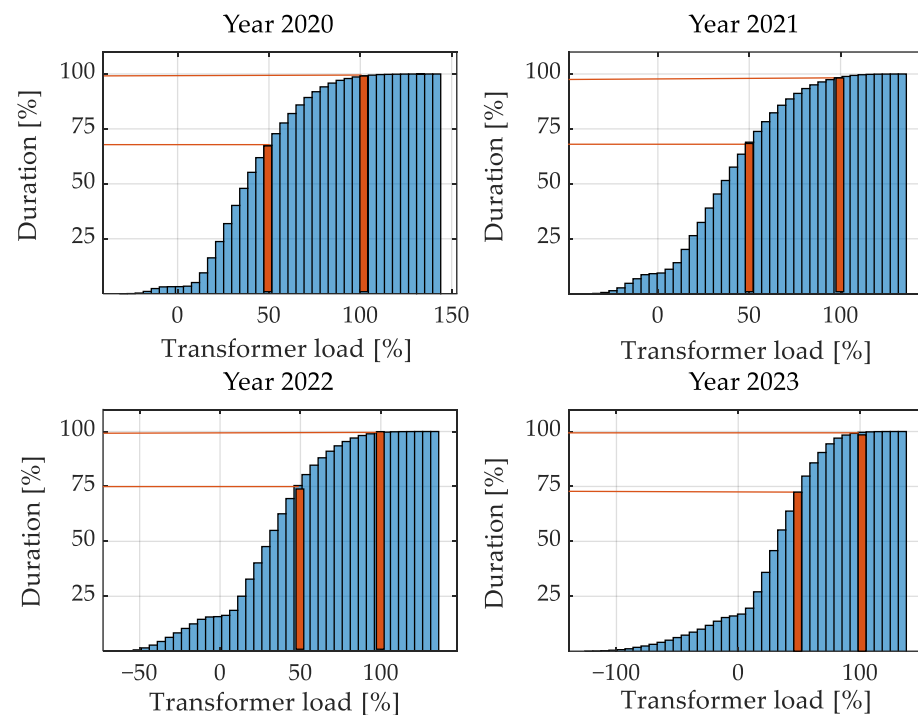 Year 2020
Duration [%]
100
75
50
25
0 50 100 150
Transformer load [%]
Year 2021
Duration [%]
100
75
50
25
0 50 100
Transformer load [%]
Year 2022
Duration [%]
100
75
50
25
−50 0 50 100
Transformer load [%]
Year 2023
Duration [%]
100
75
50
25
−100 0 100
Transformer load [%]